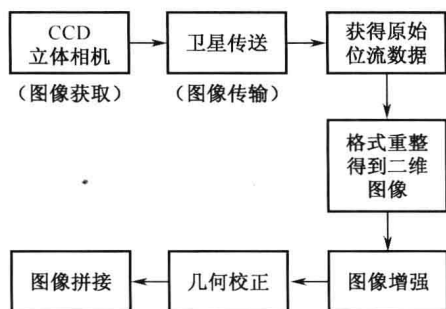 CCD
立体相机
卫星传送
获得原始
位流数据
(图像获取)
(图像传输)
格式重整
得到二维
图像
图像拼接
几何校正
图像增强